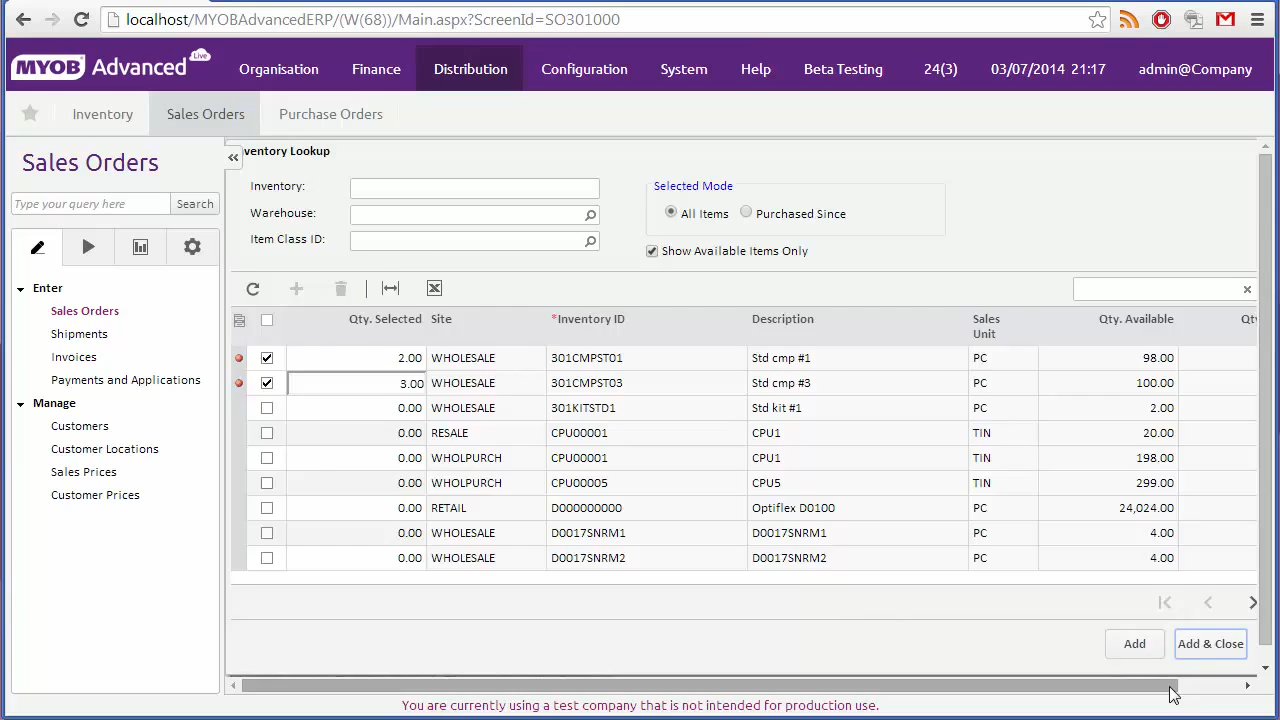 localhost/MYOBAdvancedERP/(W(68))/Main.aspx?ScreenId=SO301000
MYOB Advanced Live Organisation Finance Distribution Configuration System Help Beta Testing 24(3) 03/07/2014 21:17 admin@Company
Inventory Sales Orders Purchase Orders
Sales Orders
Type your query here Search
Enter
Sales Orders
Shipments
Invoices
Payments and Applications
Manage
Customers
Customer Locations
Sales Prices
Customer Prices
ventory Lookup
Inventory:
Warehouse:
Item Class ID:
Selected Mode
All Items Purchased Since
Show Available Items Only
Qty. Selected Site *Inventory ID Description Sales Unit Qty. Available Qty
2.00 WHOLESALE 301CMPST01 Std cmp #1 PC 98.00
3.00 WHOLESALE 301CMPST03 Std cmp #3 PC 100.00
0.00 WHOLESALE 301KITSTD1 Std kit #1 PC 2.00
0.00 RESALE CPU00001 CPU1 TIN 20.00
0.00 WHOLPURCH CPU00001 CPU1 TIN 198.00
0.00 WHOLPURCH CPU00005 CPU5 TIN 299.00
0.00 RETAIL D000000000 Optiflex D0100 PC 24,024.00
0.00 WHOLESALE D0017SNRM1 D0017SNRM1 PC 4.00
0.00 WHOLESALE D0017SNRM2 D0017SNRM2 PC 4.00
Add Add & Close
You are currently using a test company that is not intended for production use.